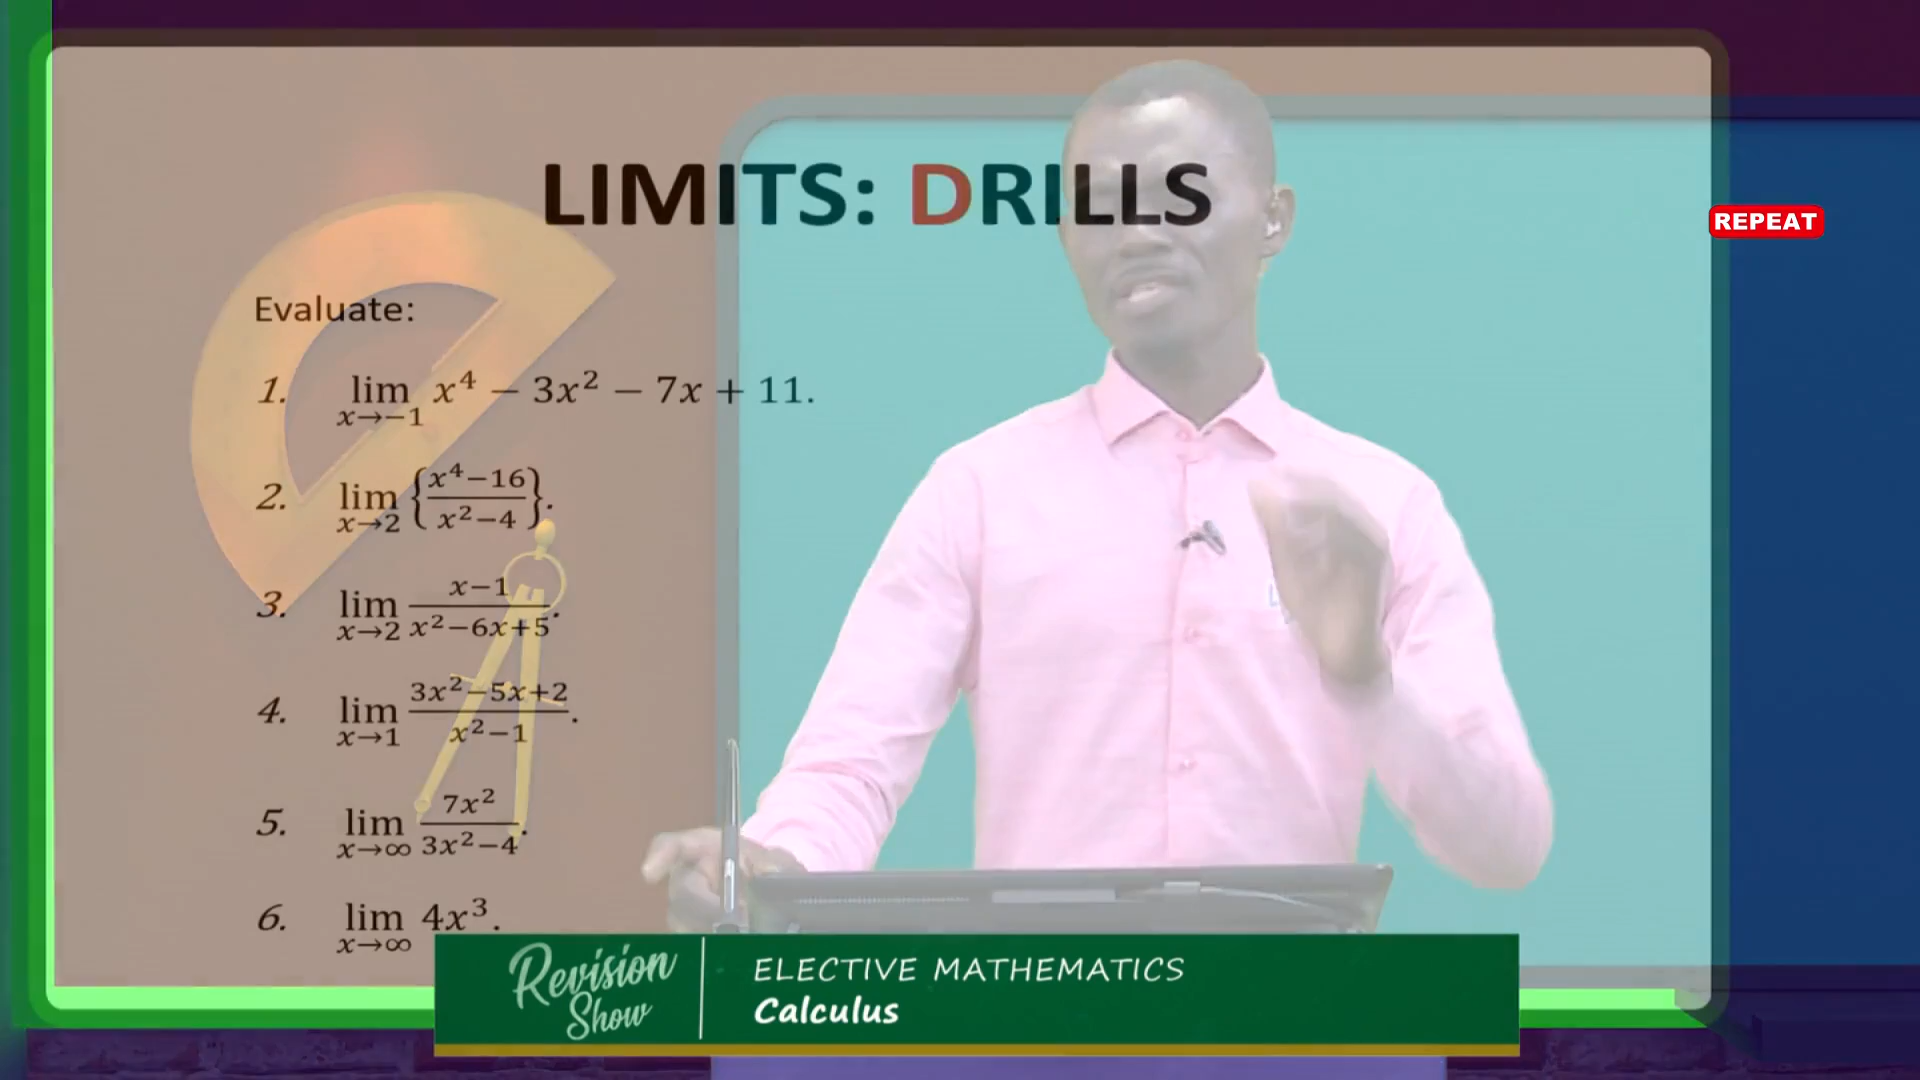 LIMITS: DRILLS
REPEAT
Evaluate:
1. lim x→−1 x⁴ − 3x² − 7x + 11.
2. lim x→2 {x⁴−16 / x²−4}.
3. lim x→2 x−1 / x²−6x+5.
4. lim x→1 3x²−5x+2 / x²−1.
5. lim x→∞ 7x² / 3x²−4.
6. lim x→∞ 4x³.
Revision
Show
ELECTIVE MATHEMATICS
Calculus